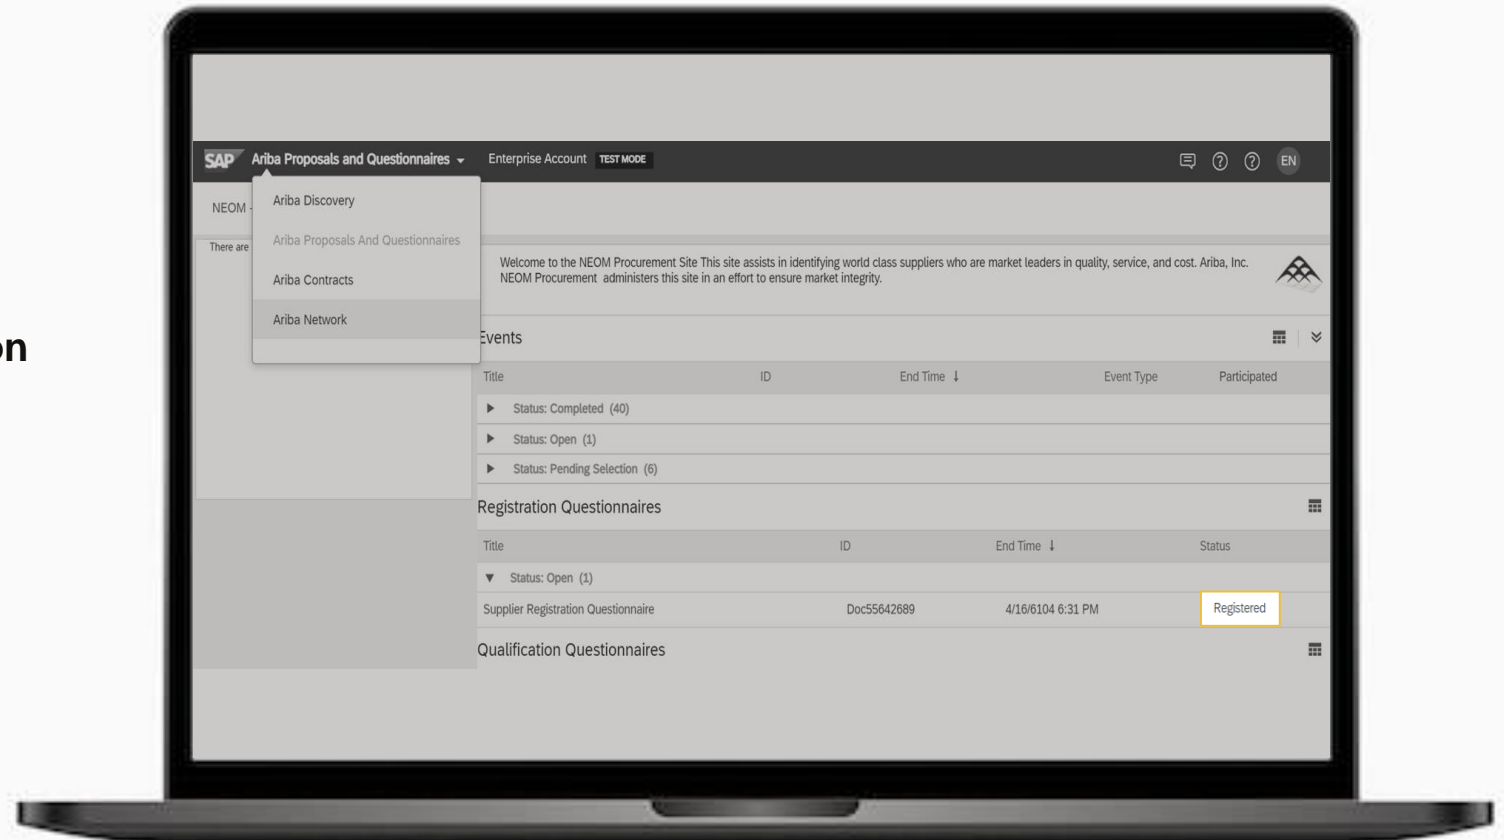 on
SAP Ariba Proposals and Questionnaires Enterprise Account TEST MODE EN
NEOM -
Ariba Discovery
There are
Ariba Proposals And Questionnaires
Ariba Contracts
Ariba Network
Welcome to the NEOM Procurement Site This site assists in identifying world class suppliers who are market leaders in quality, service, and cost. Ariba, Inc.
NEOM Procurement administers this site in an effort to ensure market integrity.
Events
Title ID End Time ↓ Event Type Participated
Status: Completed (40)
Status: Open (1)
Status: Pending Selection (6)
Registration Questionnaires
Title ID End Time ↓ Status
Status: Open (1)
Supplier Registration Questionnaire Doc55642689 4/16/6104 6:31 PM Registered
Qualification Questionnaires